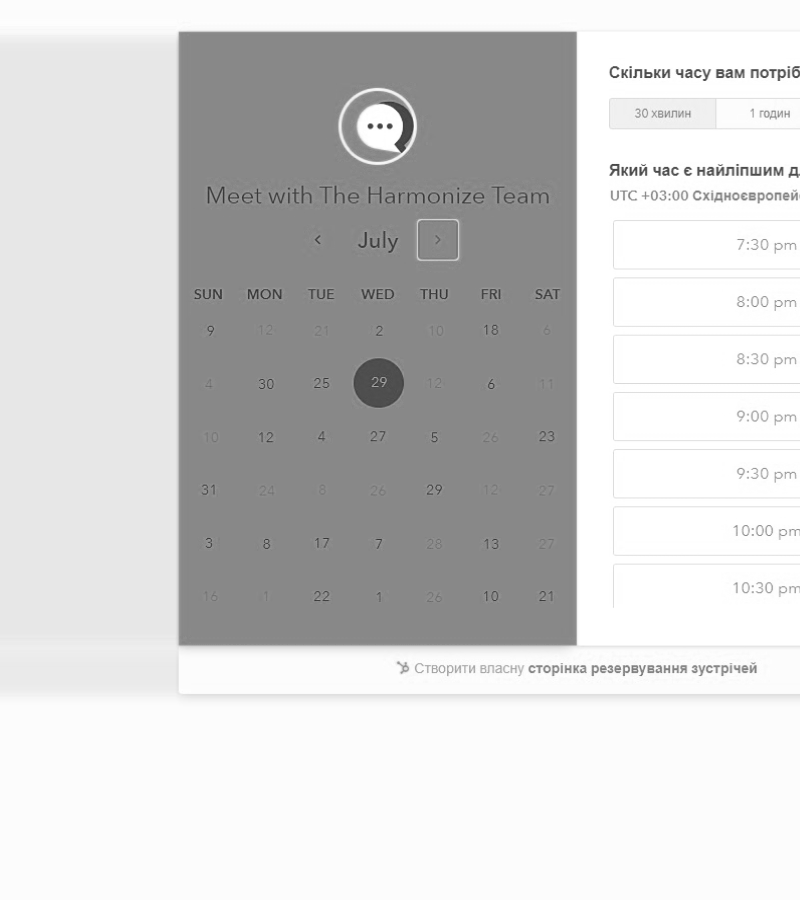 Meet with The Harmonize Team
July
SUN MON TUE WED THU FRI SAT
9 12 21 2 10 18 6
4 30 25 29 12 6 11
10 12 4 27 5 26 23
31 24 8 26 29 12 27
3 8 17 7 28 13 27
16 1 22 1 26 10 21
Скільки часу вам потріб
30 хвилин 1 годин
Який час є найліпшим д
UTC +03:00 Східноєвропей
7:30 pm
8:00 pm
8:30 pm
9:00 pm
9:30 pm
10:00 pm
10:30 pm
Створити власну сторінка резервування зустрічей